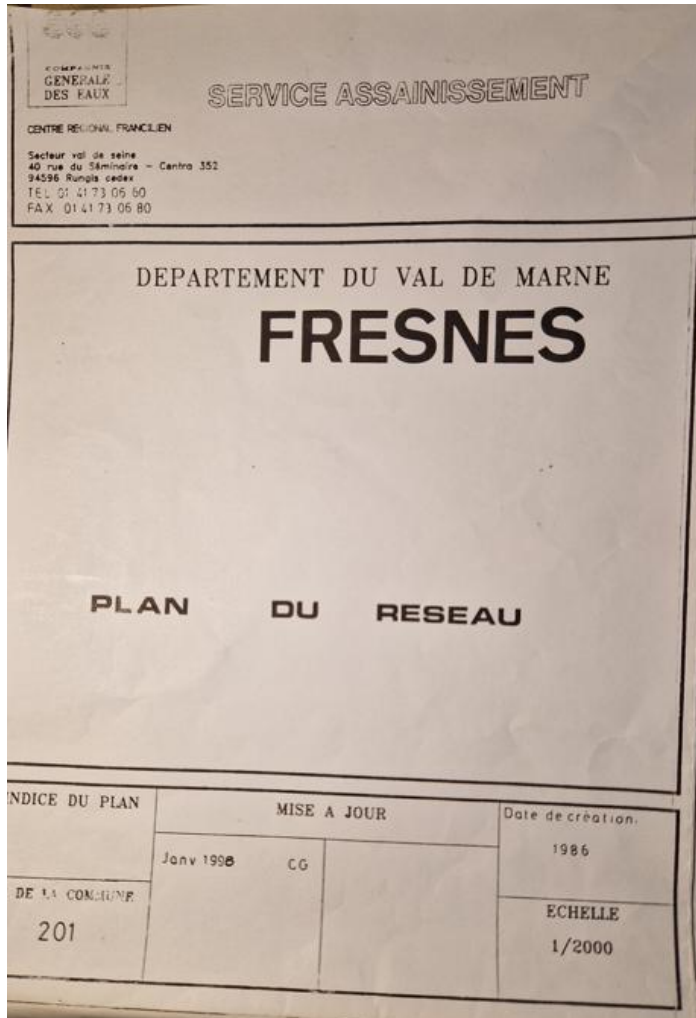 COMPAGNIE
GENERALE
DES EAUX
SERVICE ASSAINISSEMENT
CENTRE REGIONAL FRANCILIEN
Secteur val de seine
40 rue du Séminaire – Centra 352
94596 Rungis cedex
TEL 01 41 73 06 60
FAX 01 41 73 06 80
DEPARTEMENT DU VAL DE MARNE
FRESNES
PLAN DU RESEAU
INDICE DU PLAN
MISE A JOUR
Date de création.
1986
Janv 1998 CG
DE LA COMMUNE
201
ECHELLE
1/2000